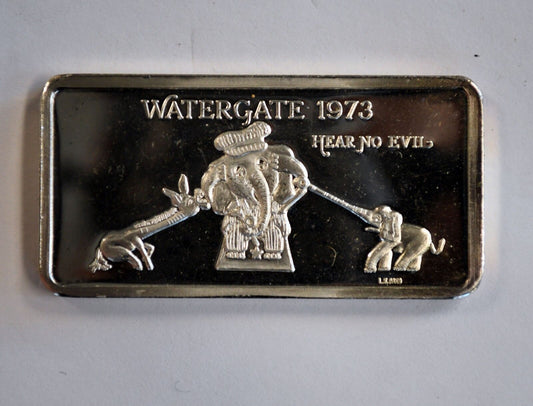 WATERGATE 1973
HEAR NO EVIL